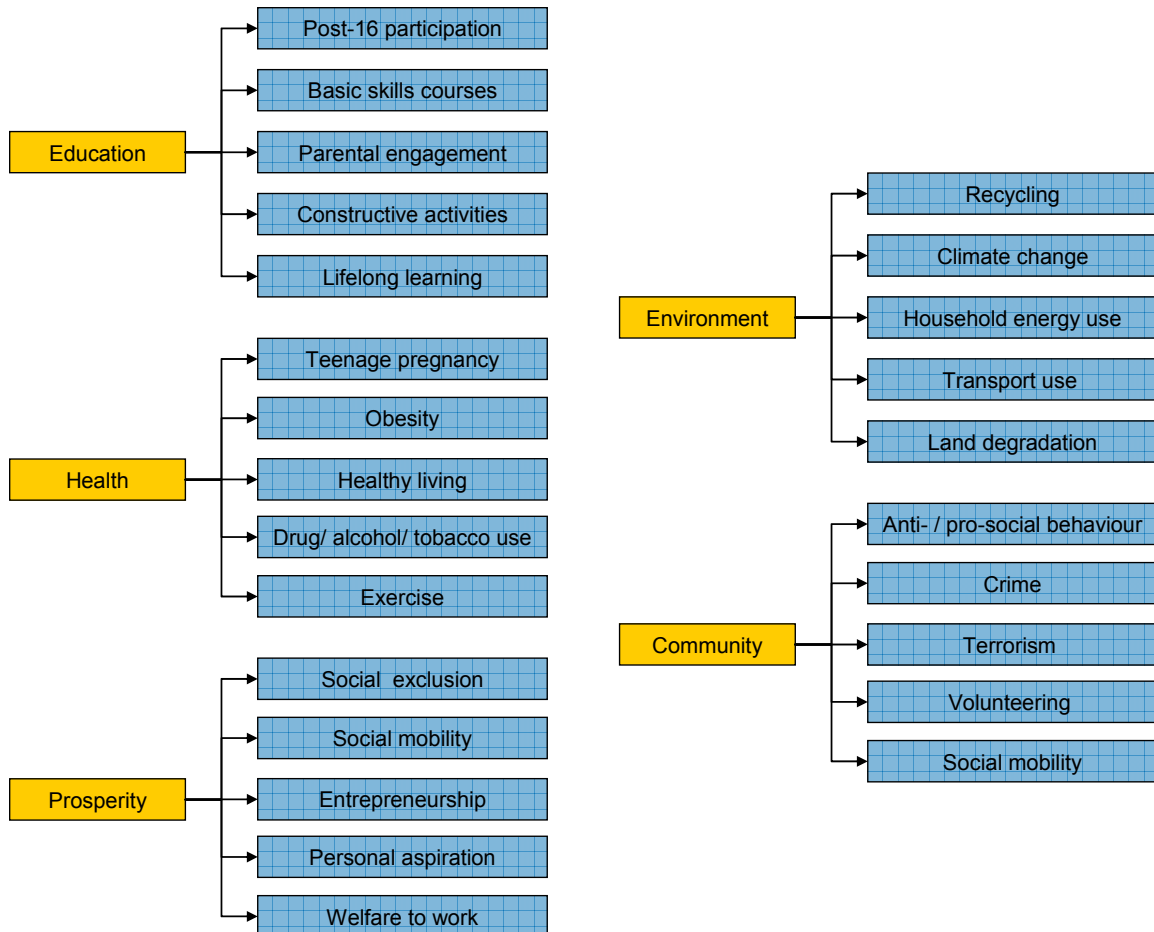 Education
Post-16 participation
Basic skills courses
Parental engagement
Constructive activities
Lifelong learning
Health
Teenage pregnancy
Obesity
Healthy living
Drug/ alcohol/ tobacco use
Exercise
Prosperity
Social exclusion
Social mobility
Entrepreneurship
Personal aspiration
Welfare to work
Environment
Recycling
Climate change
Household energy use
Transport use
Land degradation
Community
Anti- / pro-social behaviour
Crime
Terrorism
Volunteering
Social mobility